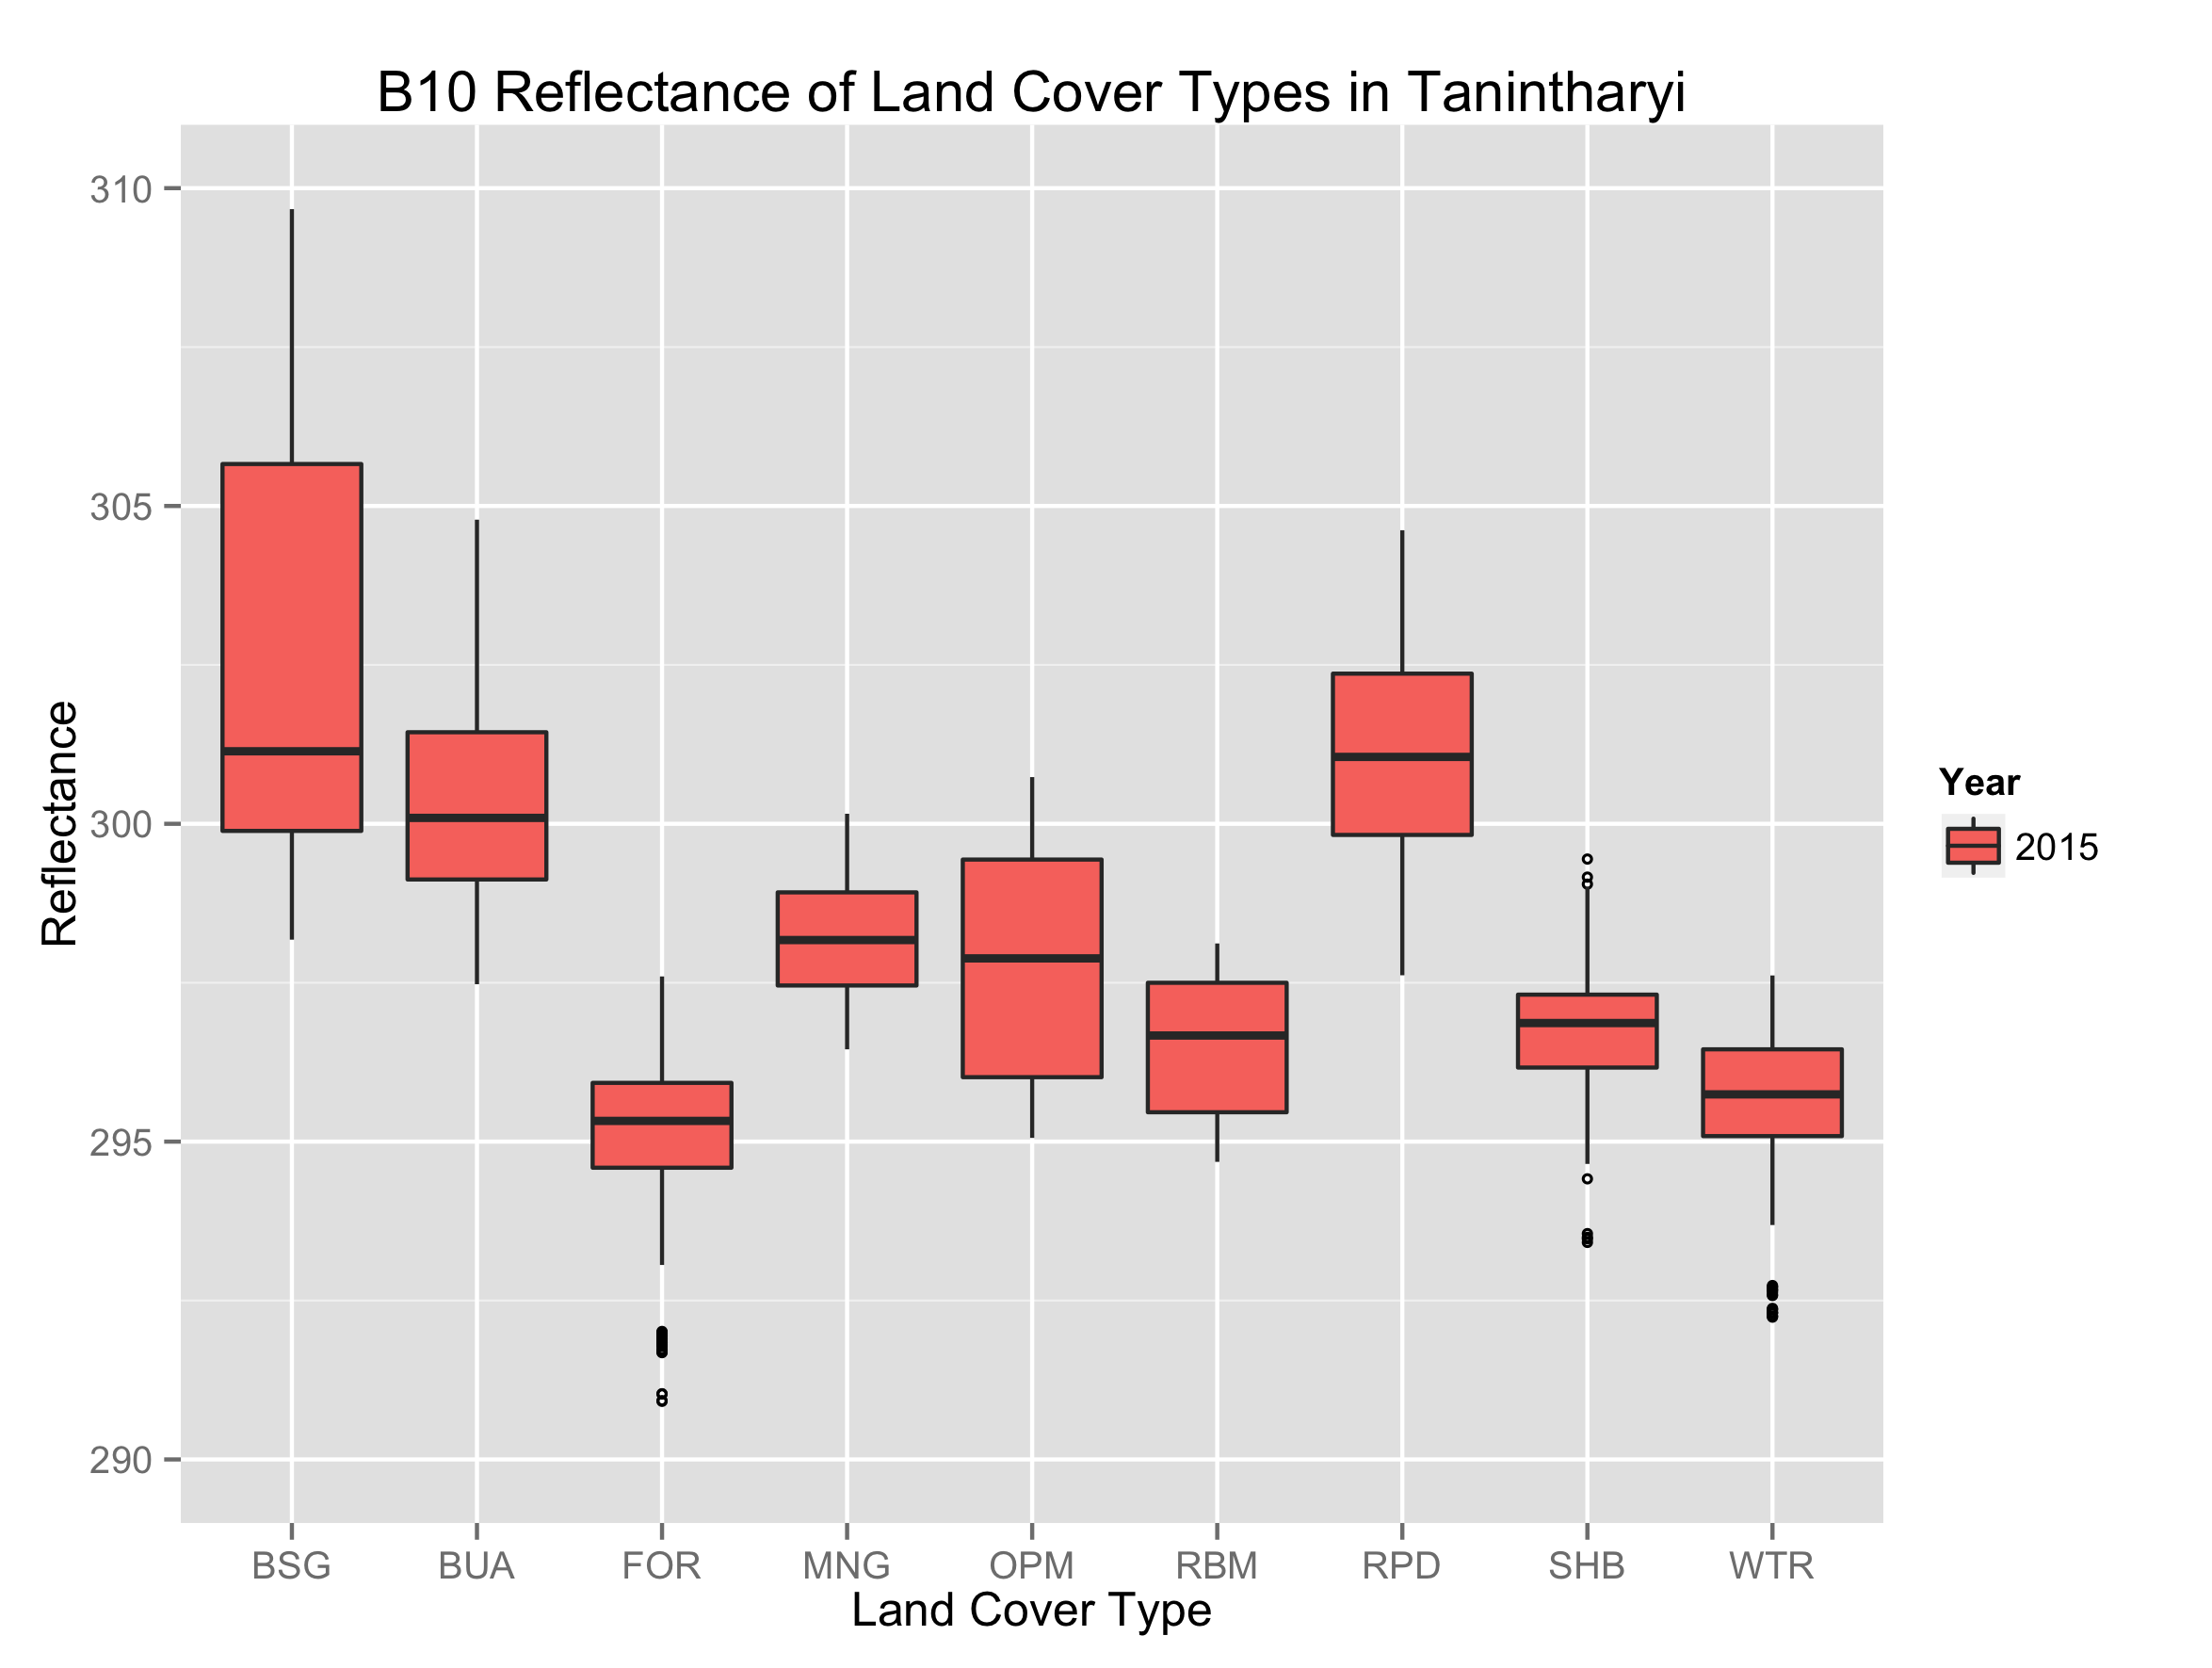 B10 Reflectance of Land Cover Types in Tanintharyi
310
305
300
295
290
Reflectance
BSG BUA FOR MNG OPM RBM RPD SHB WTR
Land Cover Type
Year
2015